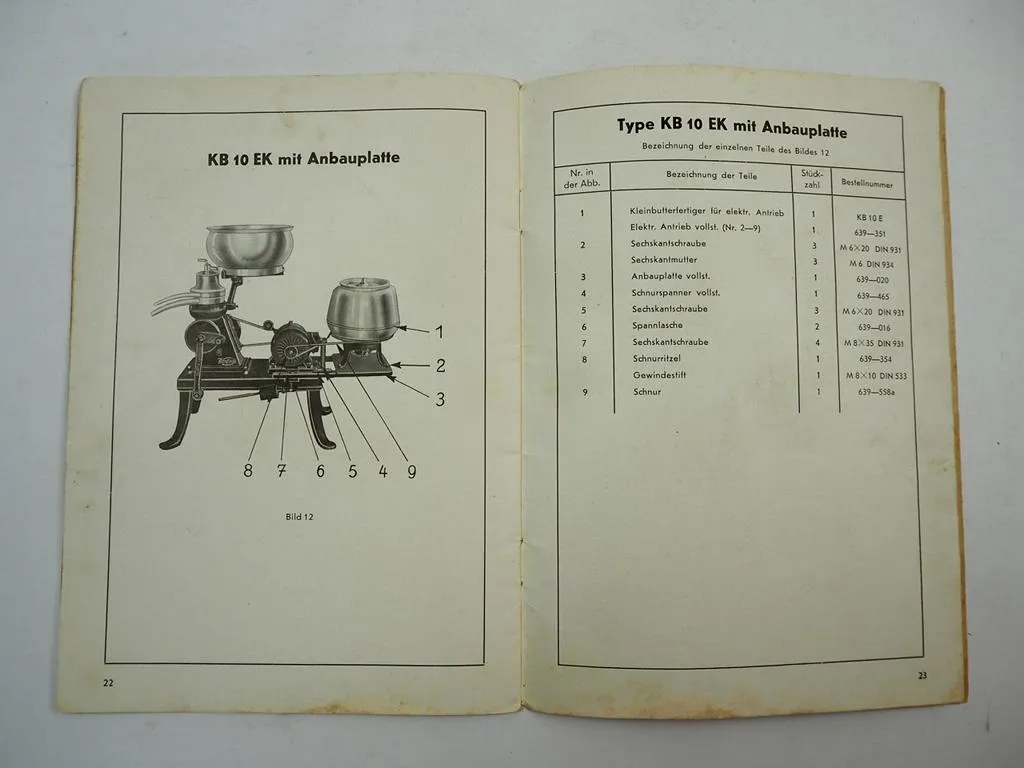 KB 10 EK mit Anbauplatte
1
2
3
8 7 6 5 4 9
Bild 12
22
Type KB 10 EK mit Anbauplatte
Bezeichnung der einzelnen Teile des Bildes 12
Nr. in der Abb. Bezeichnung der Teile Stück-zahl Bestellnummer
1 Kleinbutterfertiger für elektr. Antrieb 1 KB 10 E
Elektr. Antrieb vollst. (Nr. 2—9) 1 639—351
2 Sechskantschraube 3 M 6×20 DIN 931
Sechskantmutter 3 M 6 DIN 934
3 Anbauplatte vollst. 1 639—020
4 Schnurspanner vollst. 1 639—465
5 Sechskantschraube 3 M 6×20 DIN 931
6 Spannlasche 2 639—016
7 Sechskantschraube 4 M 8×35 DIN 931
8 Schnurritzel 1 639—354
Gewindestift 1 M 8×10 DIN 533
9 Schnur 1 639—558a
23